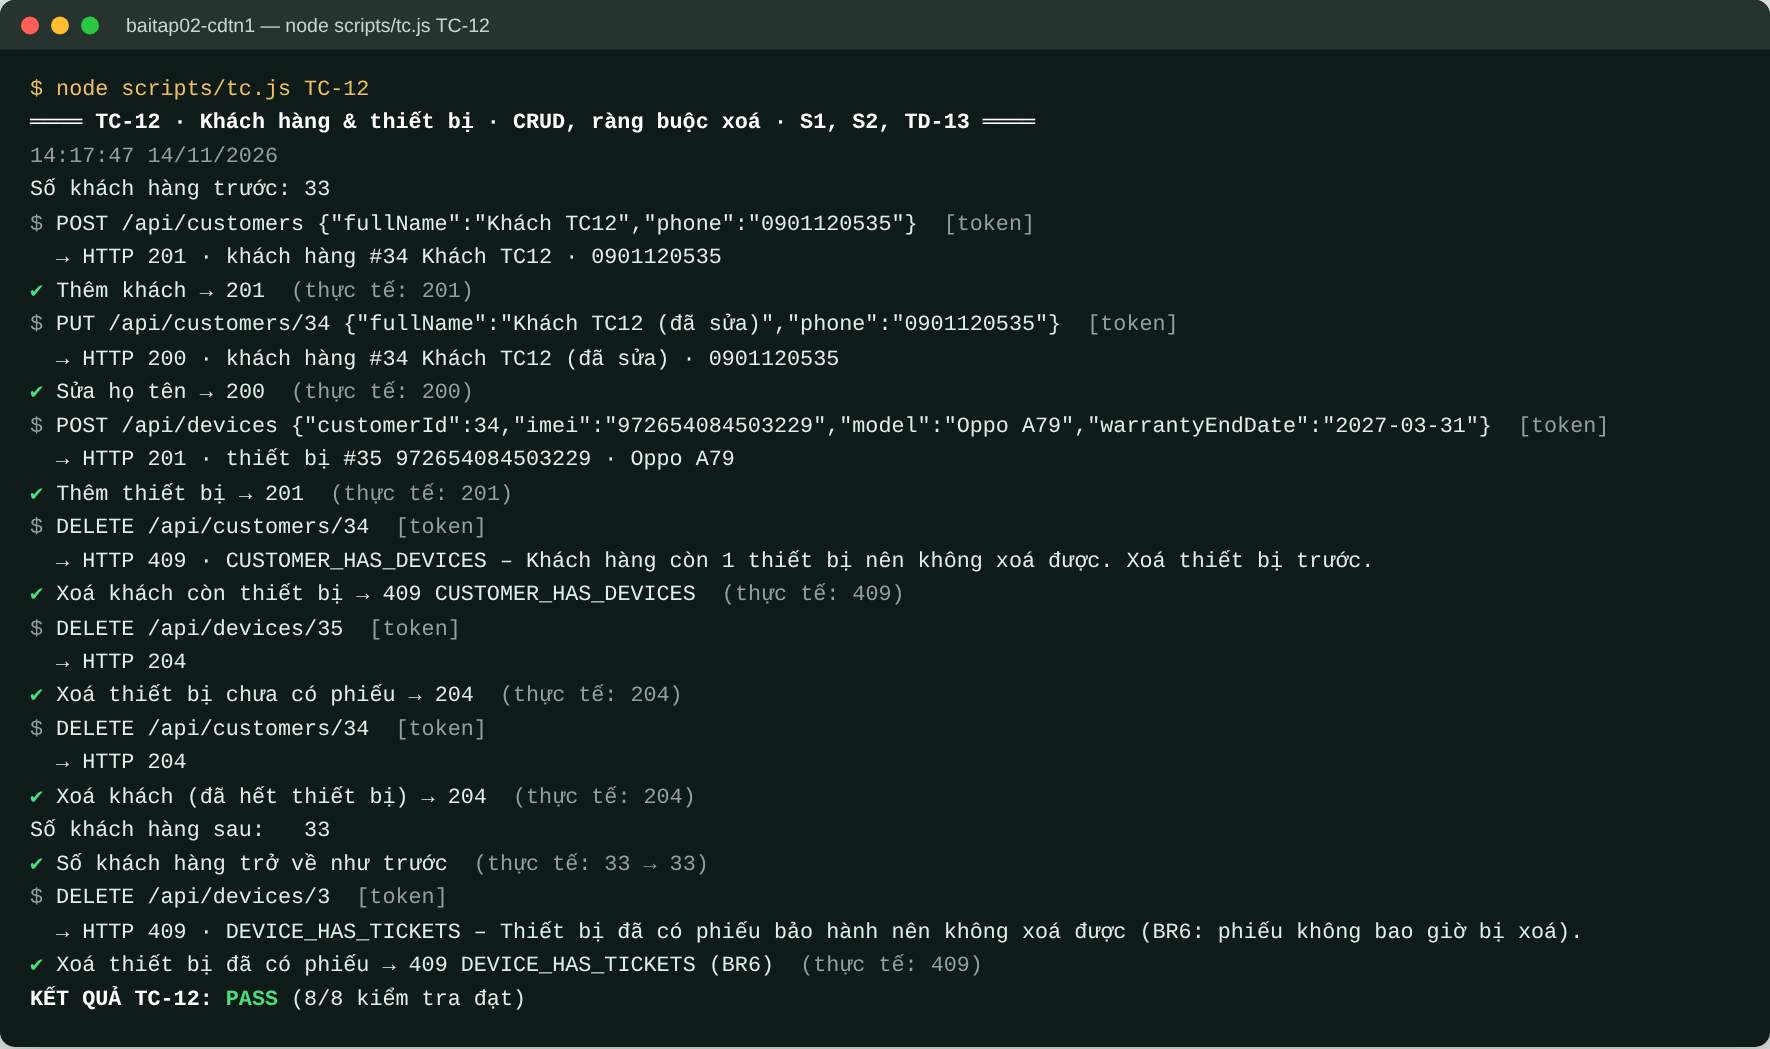 baitap02-cdtn1 — node scripts/tc.js TC-12
$ node scripts/tc.js TC-12
════ TC-12 · Khách hàng & thiết bị · CRUD, ràng buộc xoá · S1, S2, TD-13 ════
14:17:47 14/11/2026
Số khách hàng trước: 33
$ POST /api/customers {"fullName":"Khách TC12","phone":"0901120535"}  [token]
→ HTTP 201 · khách hàng #34 Khách TC12 · 0901120535
✔ Thêm khách → 201  (thực tế: 201)
$ PUT /api/customers/34 {"fullName":"Khách TC12 (đã sửa)","phone":"0901120535"}  [token]
→ HTTP 200 · khách hàng #34 Khách TC12 (đã sửa) · 0901120535
✔ Sửa họ tên → 200  (thực tế: 200)
$ POST /api/devices {"customerId":34,"imei":"972654084503229","model":"Oppo A79","warrantyEndDate":"2027-03-31"}  [token]
→ HTTP 201 · thiết bị #35 972654084503229 · Oppo A79
✔ Thêm thiết bị → 201  (thực tế: 201)
$ DELETE /api/customers/34  [token]
→ HTTP 409 · CUSTOMER_HAS_DEVICES – Khách hàng còn 1 thiết bị nên không xoá được. Xoá thiết bị trước.
✔ Xoá khách còn thiết bị → 409 CUSTOMER_HAS_DEVICES  (thực tế: 409)
$ DELETE /api/devices/35  [token]
→ HTTP 204
✔ Xoá thiết bị chưa có phiếu → 204  (thực tế: 204)
$ DELETE /api/customers/34  [token]
→ HTTP 204
✔ Xoá khách (đã hết thiết bị) → 204  (thực tế: 204)
Số khách hàng sau:   33
✔ Số khách hàng trở về như trước  (thực tế: 33 → 33)
$ DELETE /api/devices/3  [token]
→ HTTP 409 · DEVICE_HAS_TICKETS – Thiết bị đã có phiếu bảo hành nên không xoá được (BR6: phiếu không bao giờ bị xoá).
✔ Xoá thiết bị đã có phiếu → 409 DEVICE_HAS_TICKETS (BR6)  (thực tế: 409)
KẾT QUẢ TC-12: PASS (8/8 kiểm tra đạt)